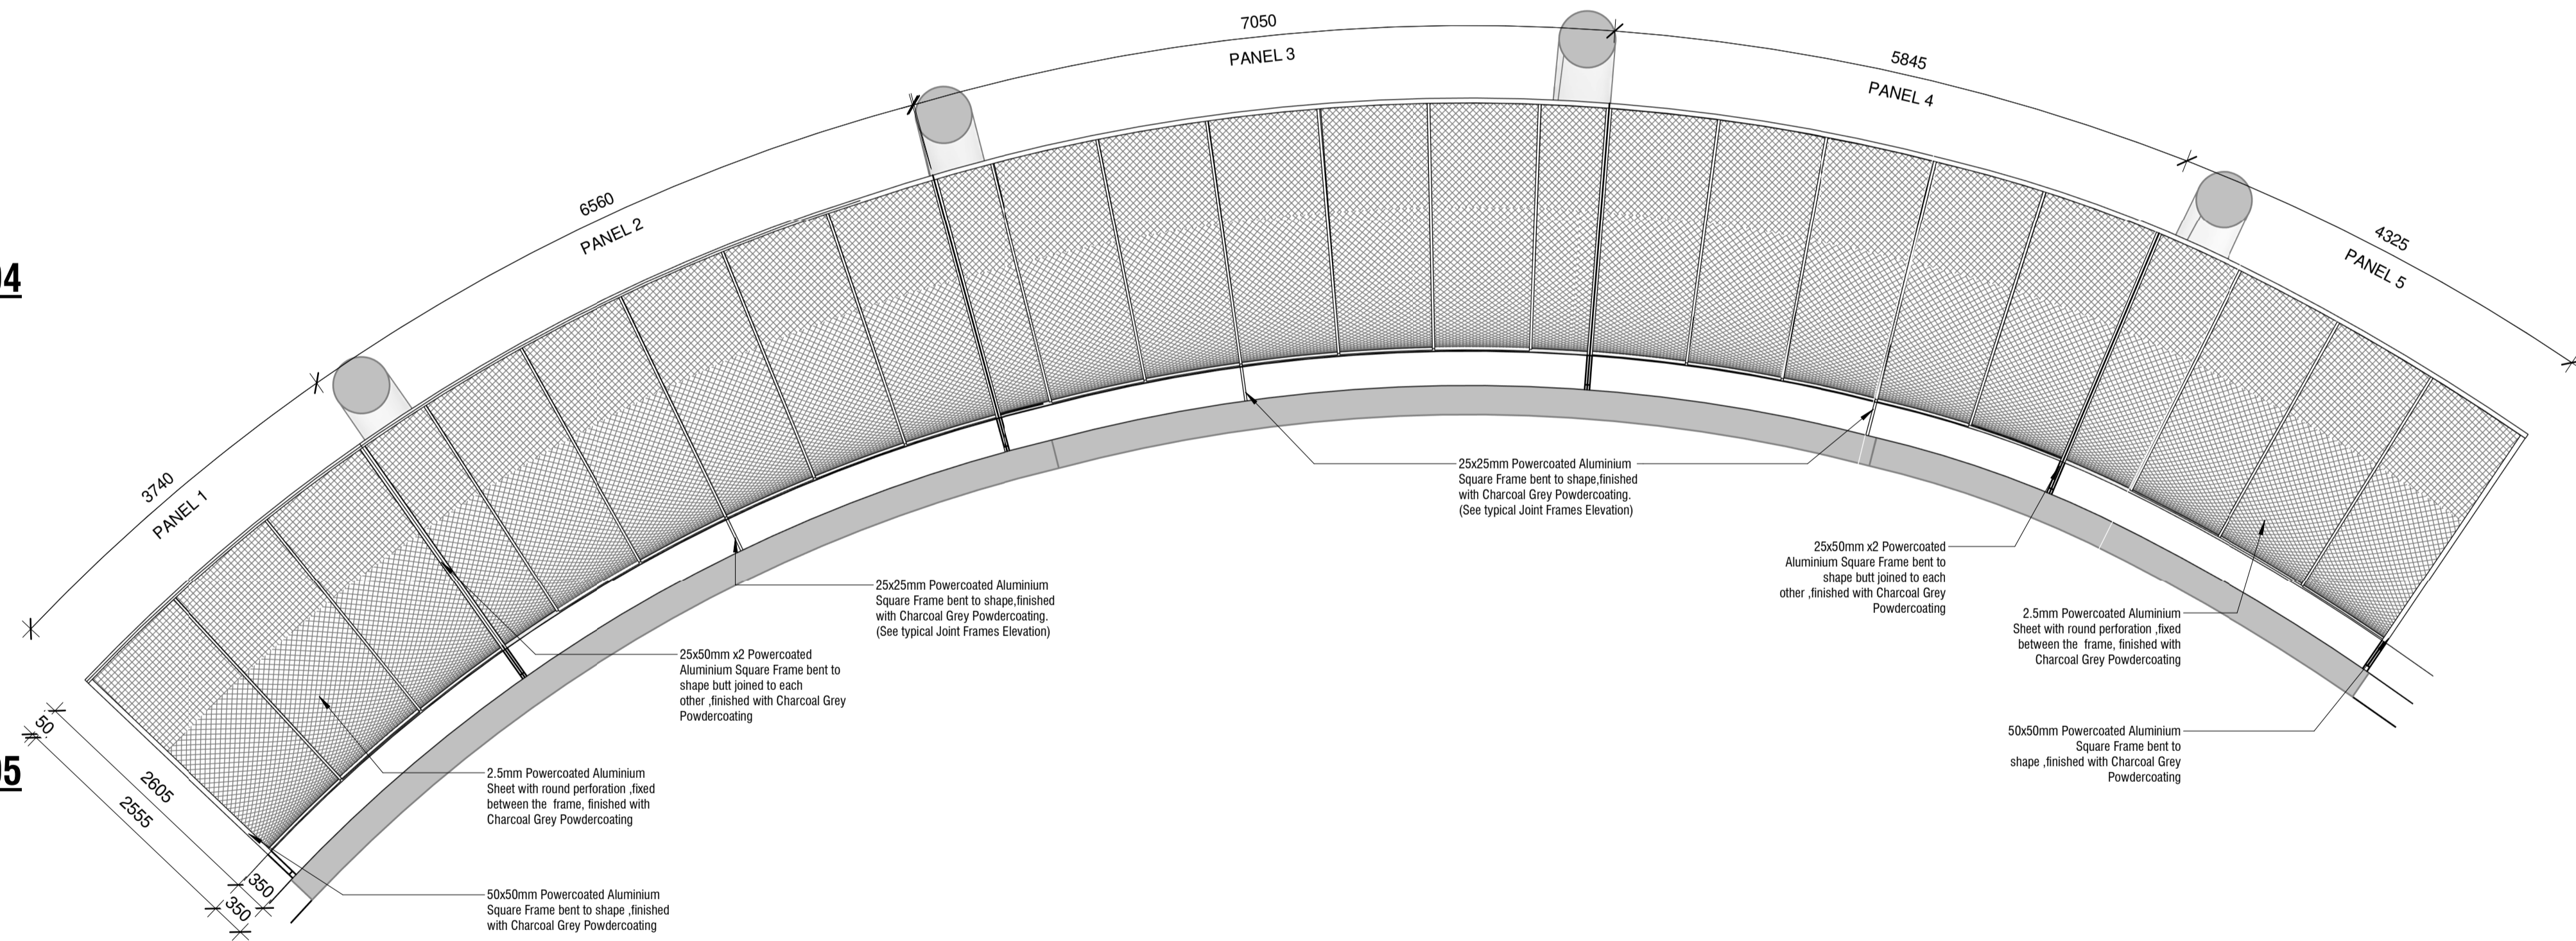 7050
PANEL 3
5845
PANEL 4
6560
PANEL 2
4325
PANEL 5
04
3740
PANEL 1
25x25mm Powercoated Aluminium
Square Frame bent to shape,finished
with Charcoal Grey Powdercoating.
(See typical Joint Frames Elevation)
25x50mm x2 Powercoated
Aluminium Square Frame bent to
shape butt joined to each
other ,finished with Charcoal Grey
Powdercoating
25x25mm Powercoated Aluminium
Square Frame bent to shape,finished
with Charcoal Grey Powdercoating.
(See typical Joint Frames Elevation)
2.5mm Powercoated Aluminium
Sheet with round perforation ,fixed
between the frame, finished with
Charcoal Grey Powdercoating
25x50mm x2 Powercoated
Aluminium Square Frame bent to
shape butt joined to each
other ,finished with Charcoal Grey
Powdercoating
50
05
2605
2555
2.5mm Powercoated Aluminium
Sheet with round perforation ,fixed
between the frame, finished with
Charcoal Grey Powdercoating
50x50mm Powercoated Aluminium
Square Frame bent to
shape ,finished with Charcoal Grey
Powdercoating
350
350
50x50mm Powercoated Aluminium
Square Frame bent to shape ,finished
with Charcoal Grey Powdercoating